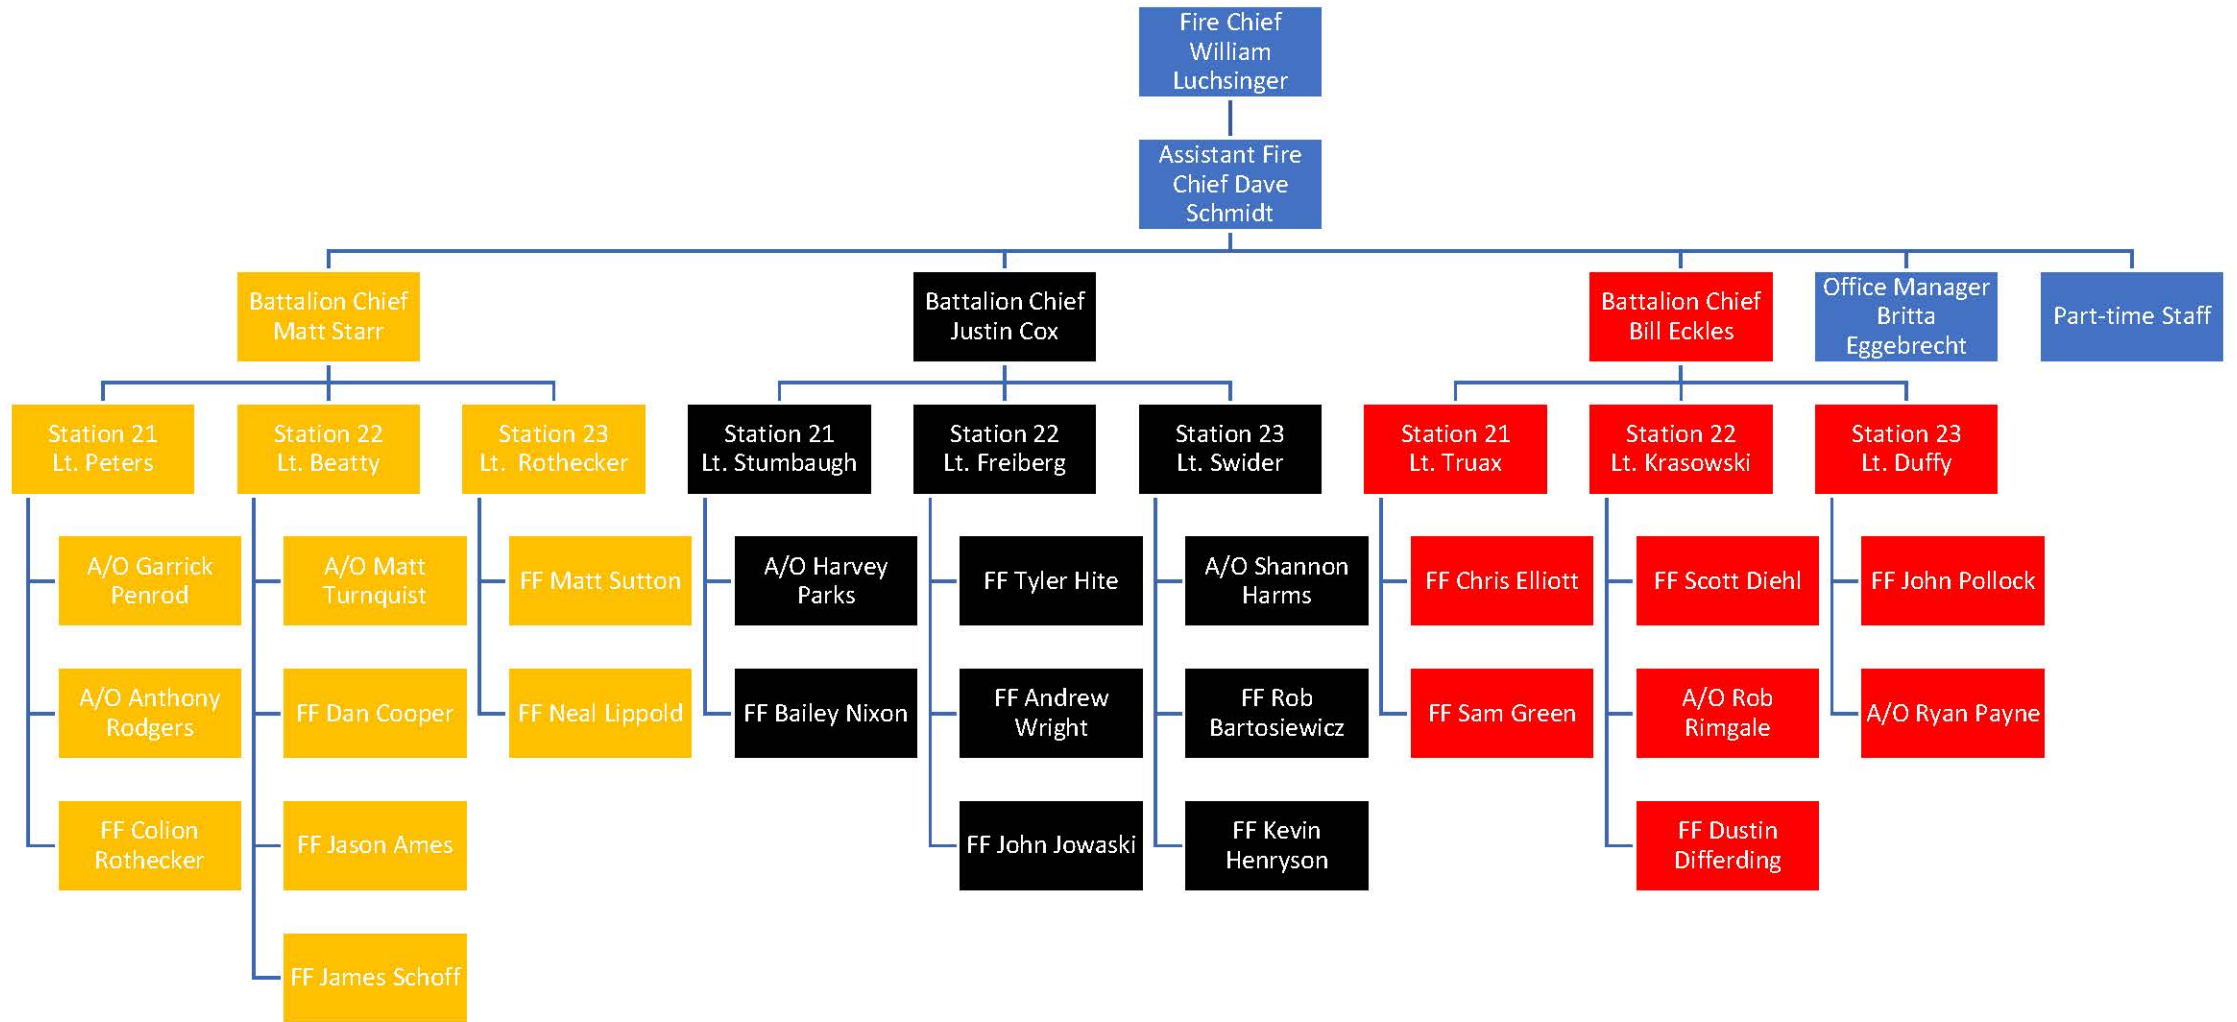 Fire Chief
William
Luchsinger
Assistant Fire
Chief Dave
Schmidt
Battalion Chief
Matt Starr
Battalion Chief
Justin Cox
Battalion Chief
Bill Eckles
Office Manager
Britta
Eggebrecht
Part-time Staff
Station 21
Lt. Peters
Station 22
Lt. Beatty
Station 23
Lt. Rothecker
Station 21
Lt. Stumbaugh
Station 22
Lt. Freiberg
Station 23
Lt. Swider
Station 21
Lt. Truax
Station 22
Lt. Krasowski
Station 23
Lt. Duffy
A/O Garrick
Penrod
A/O Matt
Turnquist
FF Matt Sutton
A/O Harvey
Parks
FF Tyler Hite
A/O Shannon
Harms
FF Chris Elliott
FF Scott Diehl
FF John Pollock
A/O Anthony
Rodgers
FF Dan Cooper
FF Neal Lippold
FF Bailey Nixon
FF Andrew
Wright
FF Rob
Bartosiewicz
FF Sam Green
A/O Rob
Rimgale
A/O Ryan Payne
FF Colion
Rothecker
FF Jason Ames
FF John Jowaski
FF Kevin
Henryson
FF Dustin
Differding
FF James Schoff